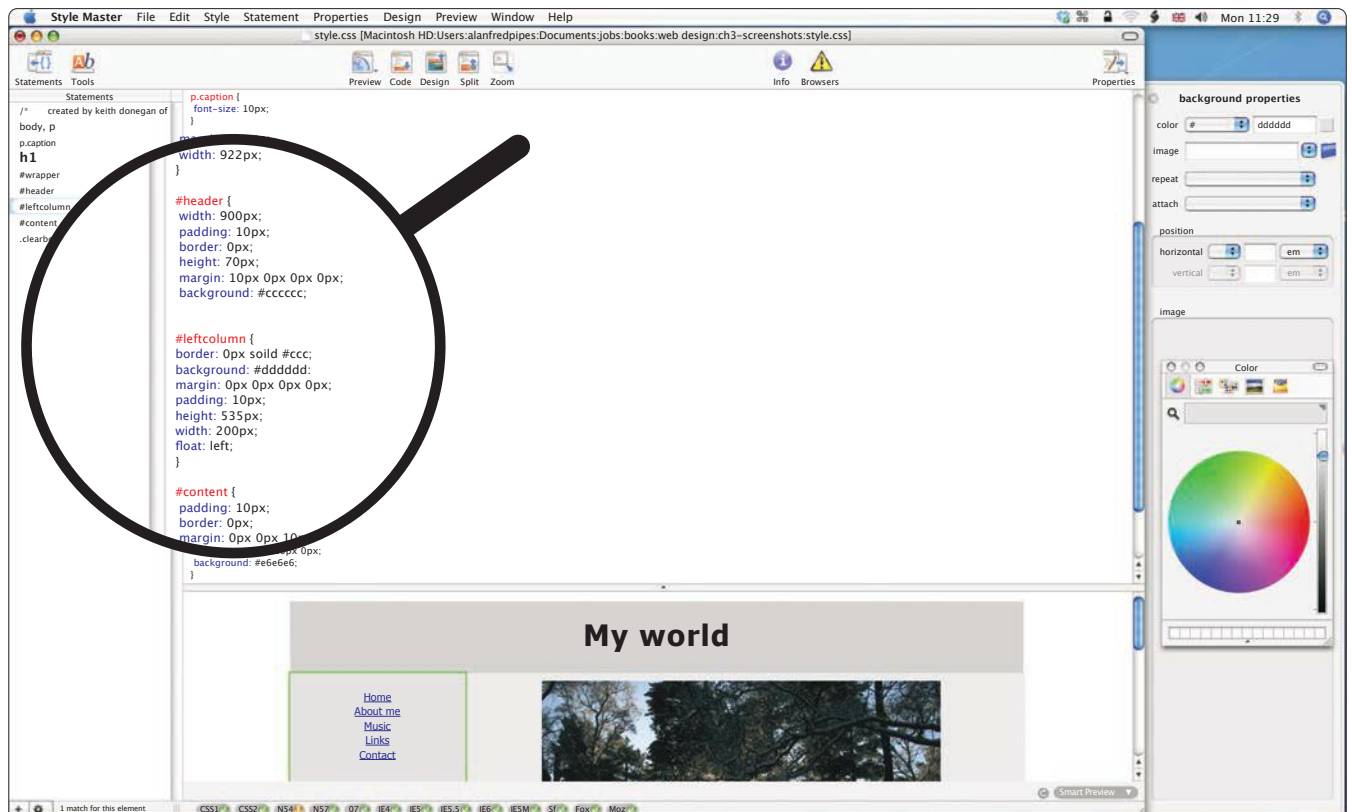 Style Master File Edit Style Statement Properties Design Preview Window Help Mon 11:29
style.css [Macintosh HD:Users:alanfredpipes:Documents:jobs:books:web design:ch3-screenshots:style.css]
Statements Tools Preview Code Design Split Zoom Info Browsers Properties
Statements
/* created by keith donegan of
body, p
p.caption
h1
#wrapper
#header
#leftcolumn
#content
p.caption {
font-size: 10px;
}
width: 922px;
}
#header {
width: 900px;
padding: 10px;
border: 0px;
height: 70px;
margin: 10px 0px 0px 0px;
background: #cccccc;
#leftcolumn {
border: 0px soild #ccc;
background: #dddddd:
margin: 0px 0px 0px 0px;
padding: 10px;
height: 535px;
width: 200px;
float: left;
}
#content {
padding: 10px;
border: 0px;
margin: 0px 0px 10
0px;
background: #e6e6e6;
}
My world
Home
About me
Music
Links
Contact
Smart Preview
1 match for this element CSS1 CSS2 N54 N57 O7 IE4 IE5 IE5.5 IE6 IE5M Sf Fox Moz
background properties
color # dddddd
image
repeat
attach
position
horizontal em
vertical em
image
Color